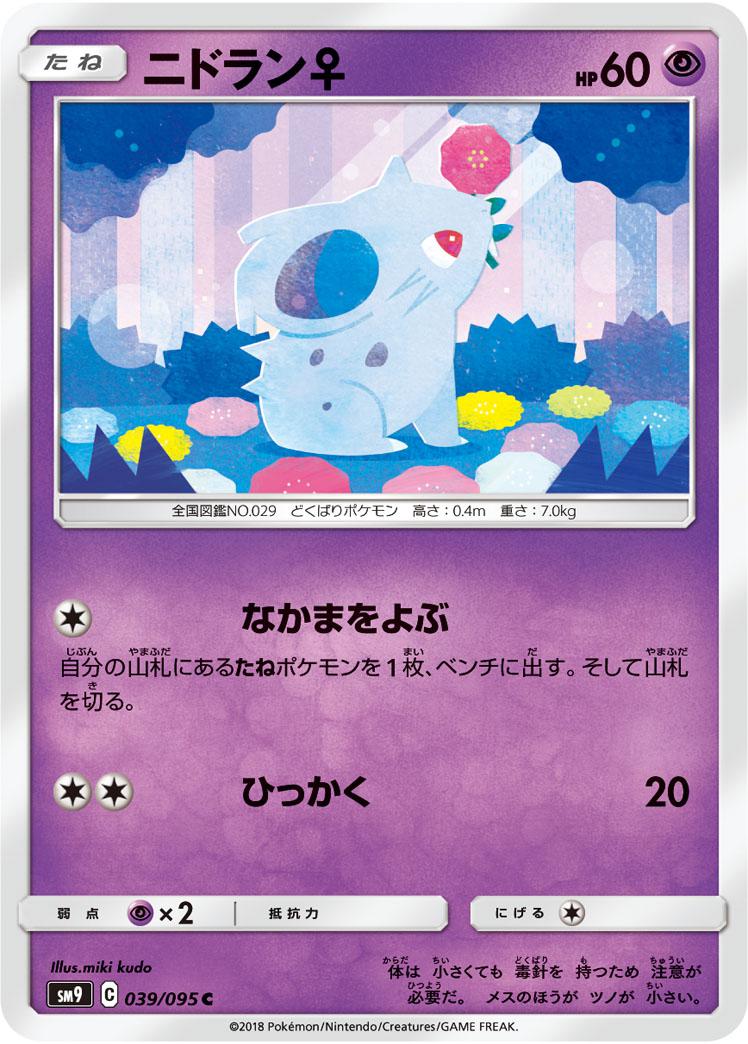 たね ニドラン♀ HP60
全国図鑑NO.029 どくばりポケモン 高さ:0.4m 重さ:7.0kg
なかまをよぶ
自分の山札にあるたねポケモンを1枚、ベンチに出す。そして山札
を切る。
ひっかく 20
弱点 ×2 抵抗力 にげる
Illus.miki kudo
体は 小さくても 毒針を 持つため 注意が
必要だ。 メスのほうが ツノが 小さい。
SM9 C 039/095 C
©2018 Pokémon/Nintendo/Creatures/GAME FREAK.